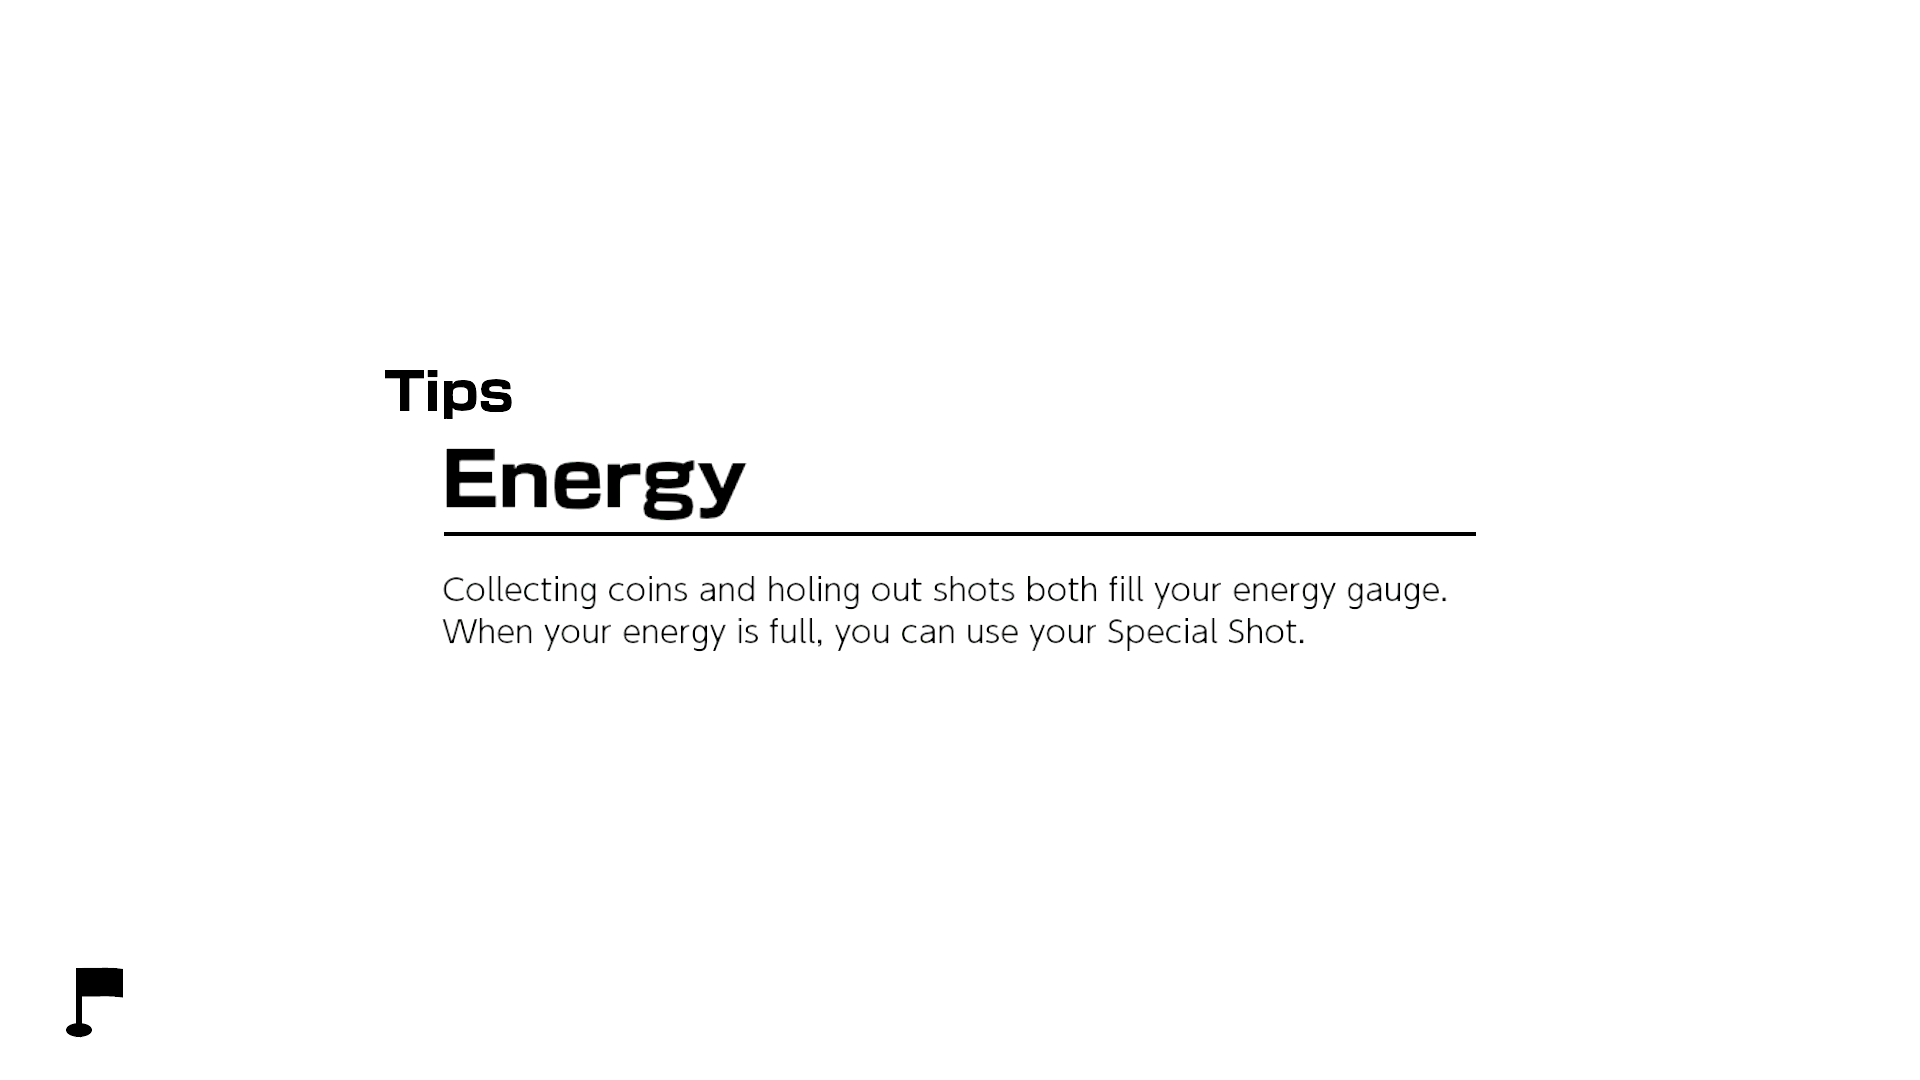 Tips
Energy
Collecting coins and holing out shots both fill your energy gauge.
When your energy is full, you can use your Special Shot.